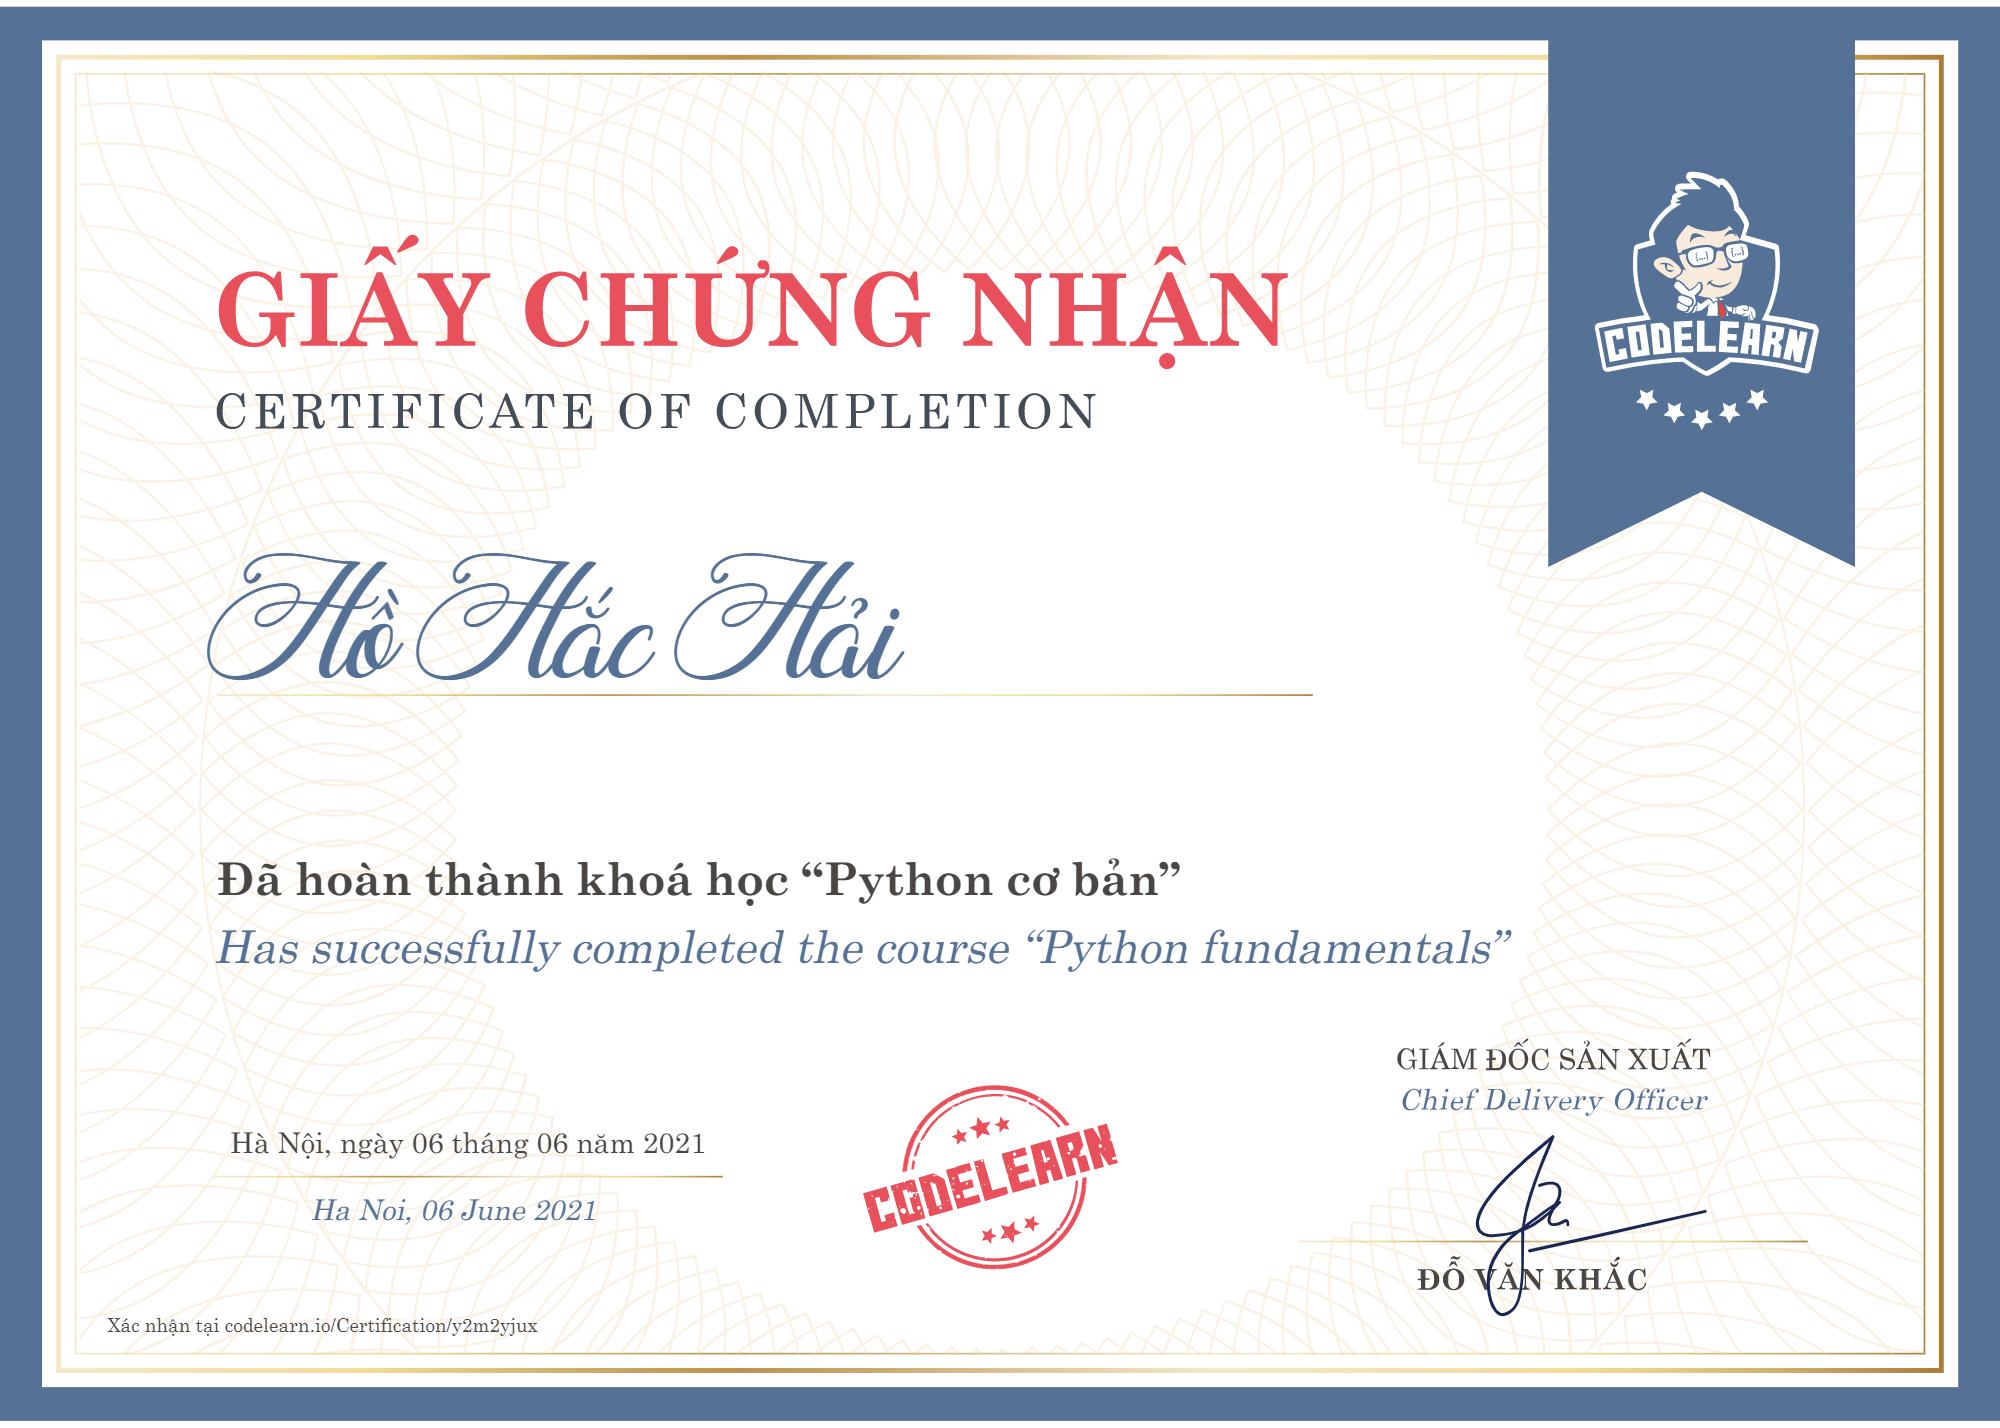 GIẤY CHỨNG NHẬN
CERTIFICATE OF COMPLETION
{...} {...}
CODELEARN
Hồ Hắc Hải
Đã hoàn thành khoá học “Python cơ bản”
Has successfully completed the course “Python fundamentals”
GIÁM ĐỐC SẢN XUẤT
Chief Delivery Officer
Hà Nội, ngày 06 tháng 06 năm 2021
Ha Noi, 06 June 2021
CODELEARN
ĐỖ VĂN KHẮC
Xác nhận tại codelearn.io/Certification/y2m2yjux